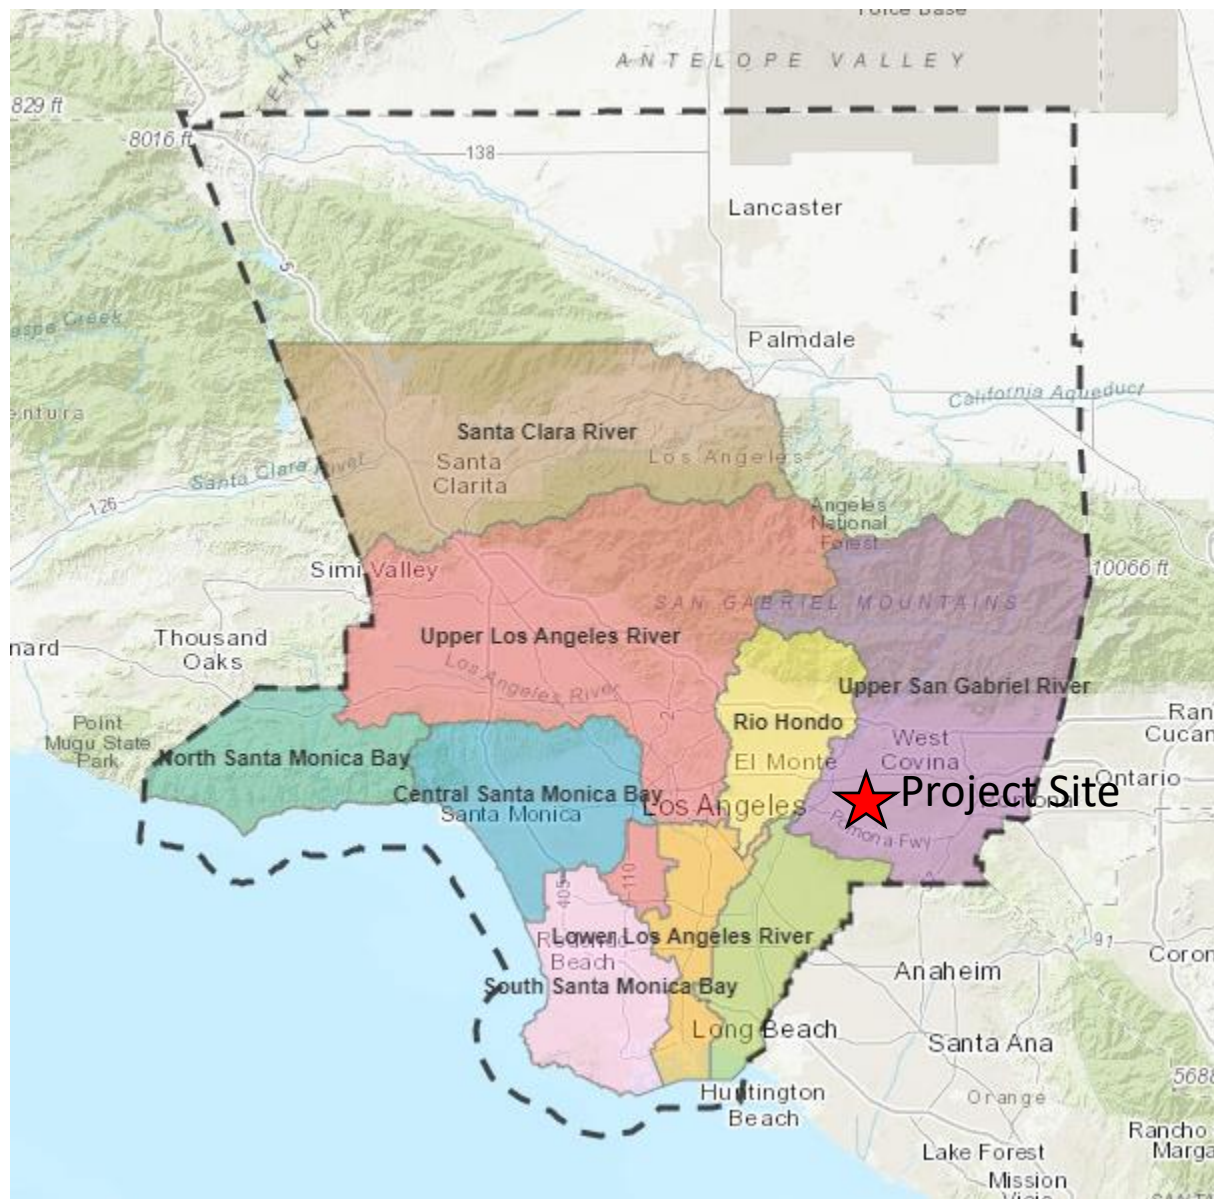 Force Base
TEHACHA
ANTELOPE VALLEY
829 ft
8016 ft
138
Lancaster
5
Palmdale
California Aqueduct
entura
Santa Clara River
Los Angeles
Santa
Clarita
Santa Clara River
126
Angeles
National
Forest
Simi Valley
10066 ft
SAN GABRIEL MOUNTAINS
Thousand
Oaks
nard
Upper Los Angeles River
Los Angeles River
Upper San Gabriel River
2
Point
Mugu State
Park
Rio Hondo
Ran
Cucan
North Santa Monica Bay
El Monte
West
Covina
Central Santa Monica Bay
Santa Monica
Los Angeles
Project Site
Ontario
Pomona Fwy
110
405
Lower Los Angeles River
Beach
91
Coron
Anaheim
South Santa Monica Bay
Long Beach
Santa Ana
5688
Huntington
Beach
Orange
Rancho
Marga
Lake Forest
Mission